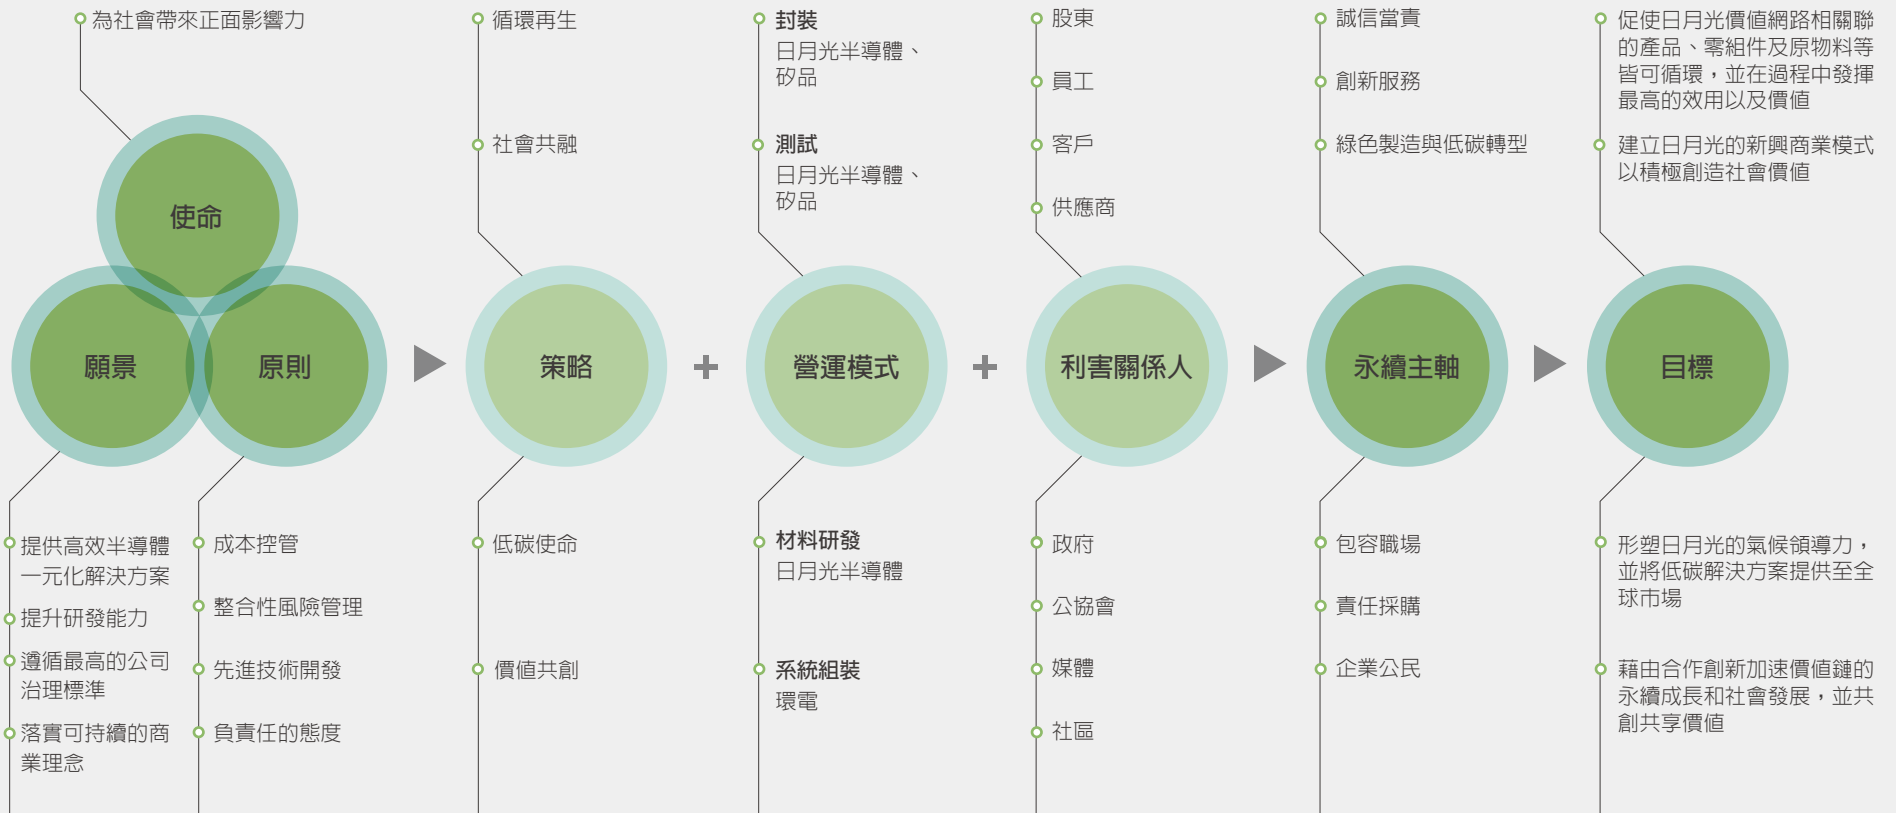 為社會帶來正面影響力
使命
願景
原則
提供高效半導體
一元化解決方案
提升研發能力
遵循最高的公司
治理標準
落實可持續的商
業理念
成本控管
整合性風險管理
先進技術開發
負責任的態度
循環再生
社會共融
策略
低碳使命
價值共創
封裝
日月光半導體、
矽品
測試
日月光半導體、
矽品
營運模式
材料研發
日月光半導體
系統組裝
環電
股東
員工
客戶
供應商
利害關係人
政府
公協會
媒體
社區
誠信當責
創新服務
綠色製造與低碳轉型
永續主軸
包容職場
責任採購
企業公民
促使日月光價值網路相關聯
的產品、零組件及原物料等
皆可循環，並在過程中發揮
最高的效用以及價值
建立日月光的新興商業模式
以積極創造社會價值
目標
形塑日月光的氣候領導力，
並將低碳解決方案提供至全
球市場
藉由合作創新加速價值鏈的
永續成長和社會發展，並共
創共享價值